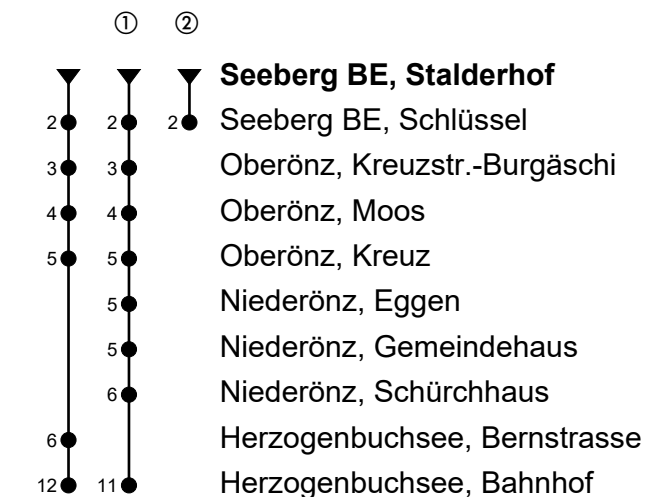 ① ②
Seeberg BE, Stalderhof
2 2 2 Seeberg BE, Schlüssel
3 3 Oberönz, Kreuzstr.-Burgäschi
4 4 Oberönz, Moos
5 5 Oberönz, Kreuz
5 Niederönz, Eggen
5 Niederönz, Gemeindehaus
6 Niederönz, Schürchhaus
6 Herzogenbuchsee, Bernstrasse
12 11 Herzogenbuchsee, Bahnhof